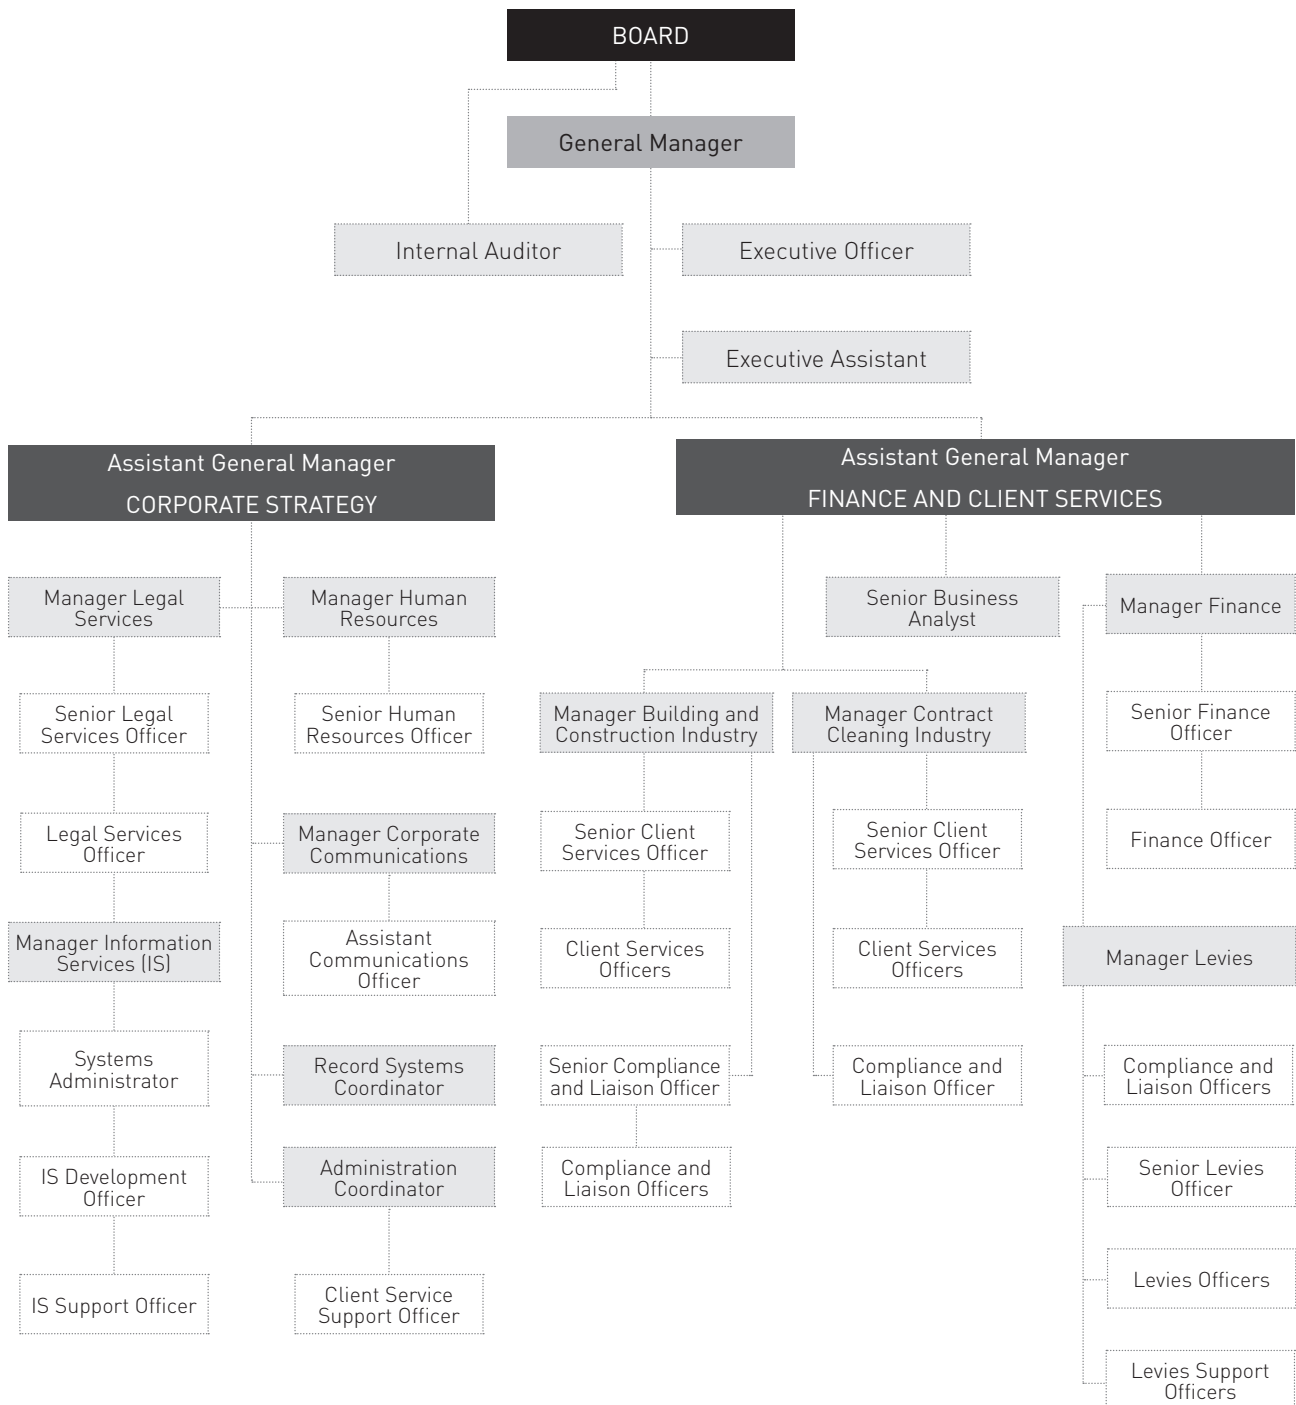 BOARD
General Manager
Internal Auditor
Executive Officer
Executive Assistant
Assistant General Manager
CORPORATE STRATEGY
Manager Legal
Services
Manager Human
Resources
Senior Legal
Services Officer
Senior Human
Resources Officer
Legal Services
Officer
Manager Corporate
Communications
Manager Information
Services (IS)
Assistant
Communications
Officer
Systems
Administrator
Record Systems
Coordinator
IS Development
Officer
Administration
Coordinator
IS Support Officer
Client Service
Support Officer
Assistant General Manager
FINANCE AND CLIENT SERVICES
Senior Business
Analyst
Manager Finance
Manager Building and
Construction Industry
Manager Contract
Cleaning Industry
Senior Finance
Officer
Senior Client
Services Officer
Senior Client
Services Officer
Finance Officer
Client Services
Officers
Client Services
Officers
Manager Levies
Senior Compliance
and Liaison Officer
Compliance and
Liaison Officer
Compliance and
Liaison Officers
Compliance and
Liaison Officers
Senior Levies
Officer
Levies Officers
Levies Support
Officers